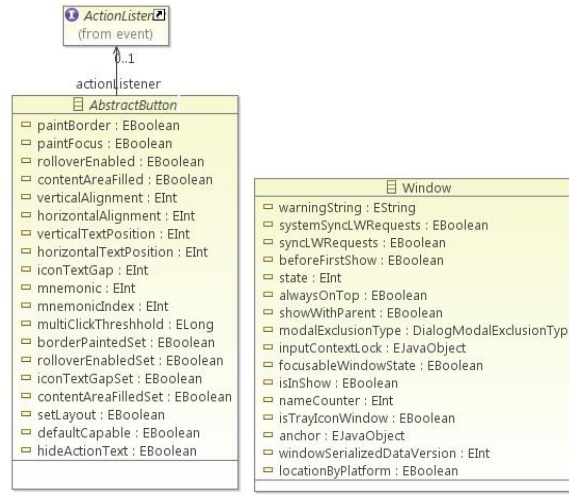 ActionListen
(from event)
0..1
actionListener
AbstractButton
paintBorder : EBoolean
paintFocus : EBoolean
rolloverEnabled : EBoolean
contentAreaFilled : EBoolean
verticalAlignment : EInt
horizontalAlignment : EInt
verticalTextPosition : EInt
horizontalTextPosition : EInt
iconTextGap : EInt
mnemonic : EInt
mnemonicIndex : EInt
multiClickThreshhold : ELong
borderPaintedSet : EBoolean
rolloverEnabledSet : EBoolean
iconTextGapSet : EBoolean
contentAreaFilledSet : EBoolean
setLayout : EBoolean
defaultCapable : EBoolean
hideActionText : EBoolean
Window
warningString : EString
systemSyncLWRequests : EBoolean
syncLWRequests : EBoolean
beforeFirstShow : EBoolean
state : EInt
alwaysOnTop : EBoolean
showWithParent : EBoolean
modalExclusionType : DialogModalExclusionTyp
inputContextLock : EJavaObject
focusableWindowState : EBoolean
isInShow : EBoolean
nameCounter : EInt
isTrayIconWindow : EBoolean
anchor : EJavaObject
windowSerializedDataVersion : EInt
locationByPlatform : EBoolean